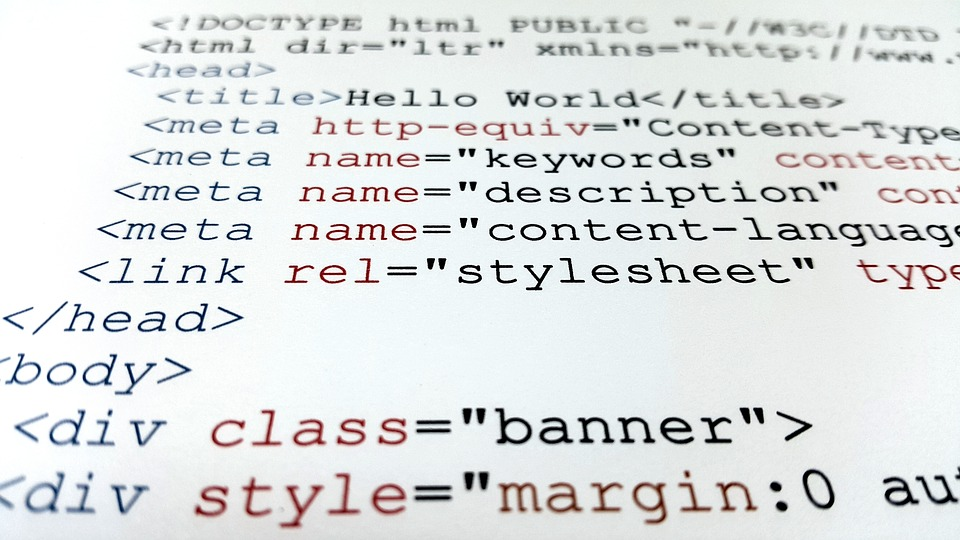 <!DOCTYPE html PUBLIC "-//W3C//DTD
<html dir="ltr" xmlns="http://www.
<head>
<title>Hello World</title>
<meta http-equiv="Content-Type
<meta name="keywords" content
<meta name="description" cont
<meta name="content-language
<link rel="stylesheet" type
</head>
<body>
<div class="banner">
<div style="margin:0 aut